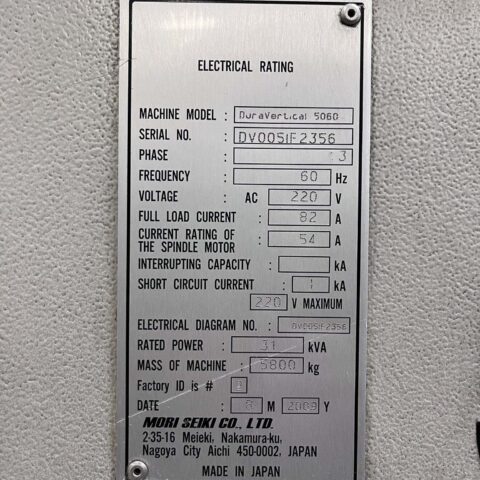 ELECTRICAL RATING
MACHINE MODEL : DuraVertical 5060
SERIAL NO. : DV005IF2356
PHASE : 3
FREQUENCY : 60 Hz
VOLTAGE : AC 220 V
FULL LOAD CURRENT : 82 A
CURRENT RATING OF
THE SPINDLE MOTOR : 54 A
INTERRUPTING CAPACITY : kA
SHORT CIRCUIT CURRENT : 1 kA
220 V MAXIMUM
ELECTRICAL DIAGRAM NO. : DV005IF2356
RATED POWER : 31 kVA
MASS OF MACHINE : 5800 kg
Factory ID is #
DATE : M 2009 Y
MORI SEIKI CO., LTD.
2-35-16 Meieki, Nakamura-ku,
Nagoya City Aichi 450-0002, JAPAN
MADE IN JAPAN